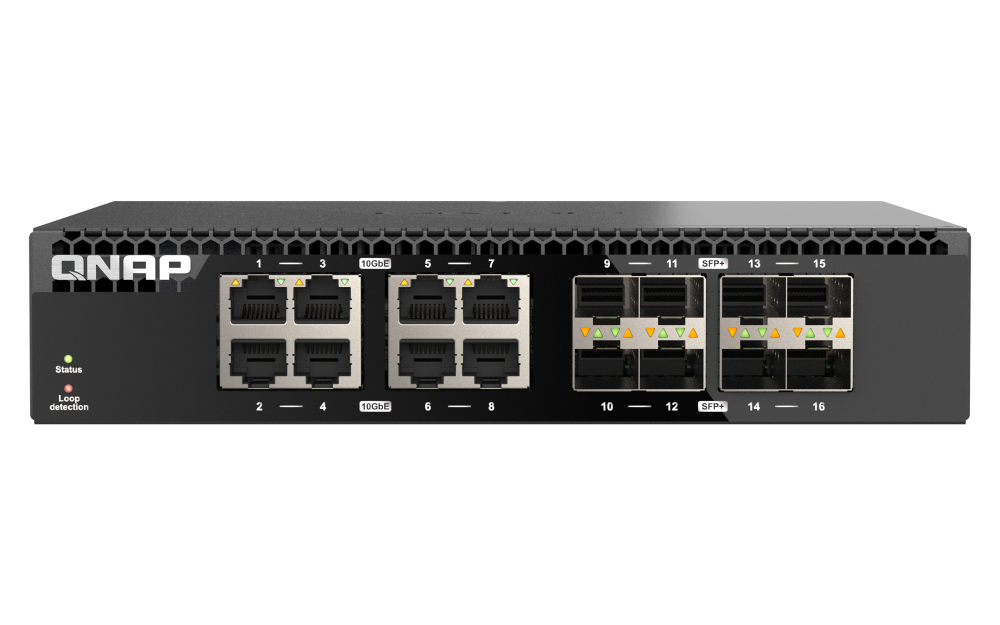 QNAP
1 3 10GbE 5 7 9 11 SFP+ 13 15
Status
Loop
detection
2 4 10GbE 6 8 10 12 SFP+ 14 16